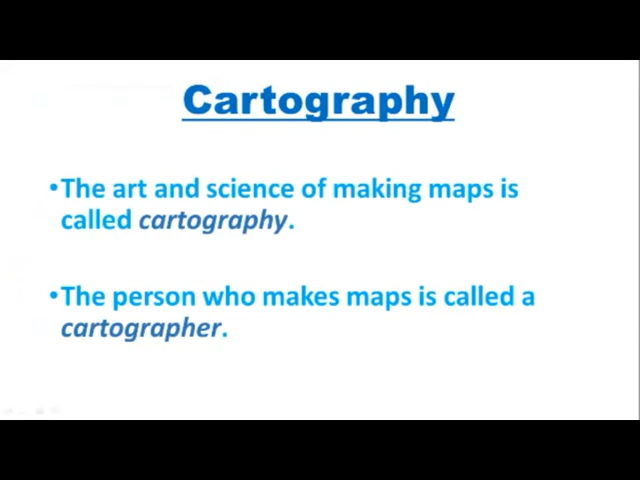 Cartography
•The art and science of making maps is
called cartography.
•The person who makes maps is called a
cartographer.